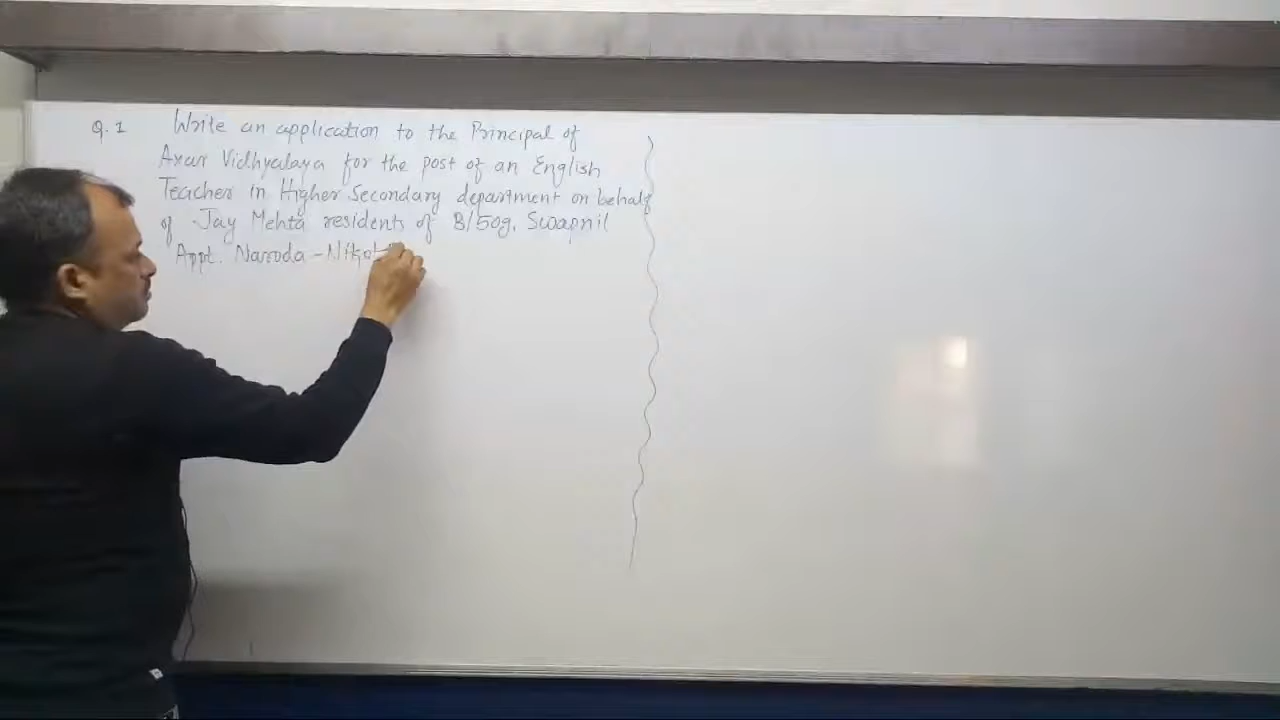 Q.1 Write an application to the Principal of
Axar Vidhyalaya for the post of an English
Teacher in Higher Secondary department on behalf
of Jay Mehta residents of B/509, Swapnil
Appt. Naroda - Nikol